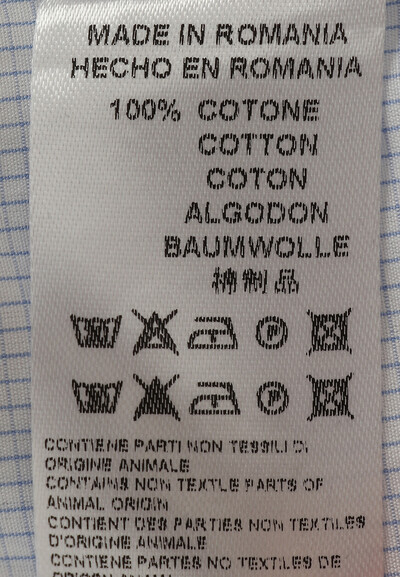 MADE IN ROMANIA
HECHO EN ROMANIA
100% COTONE
COTTON
COTON
ALGODON
BAUMWOLLE
制品
P
P
CONTIENE PARTI NON TESSILI DI
ORIGINE ANIMALE
CONTAINS NON TEXTLE PARTS OF
ANIMAL ORIGIN
CONTIENT DES PARTIES NON TEXTILES
D'ORIGINE ANIMALE
CONTIENE PARTES NO TEXTILES DE